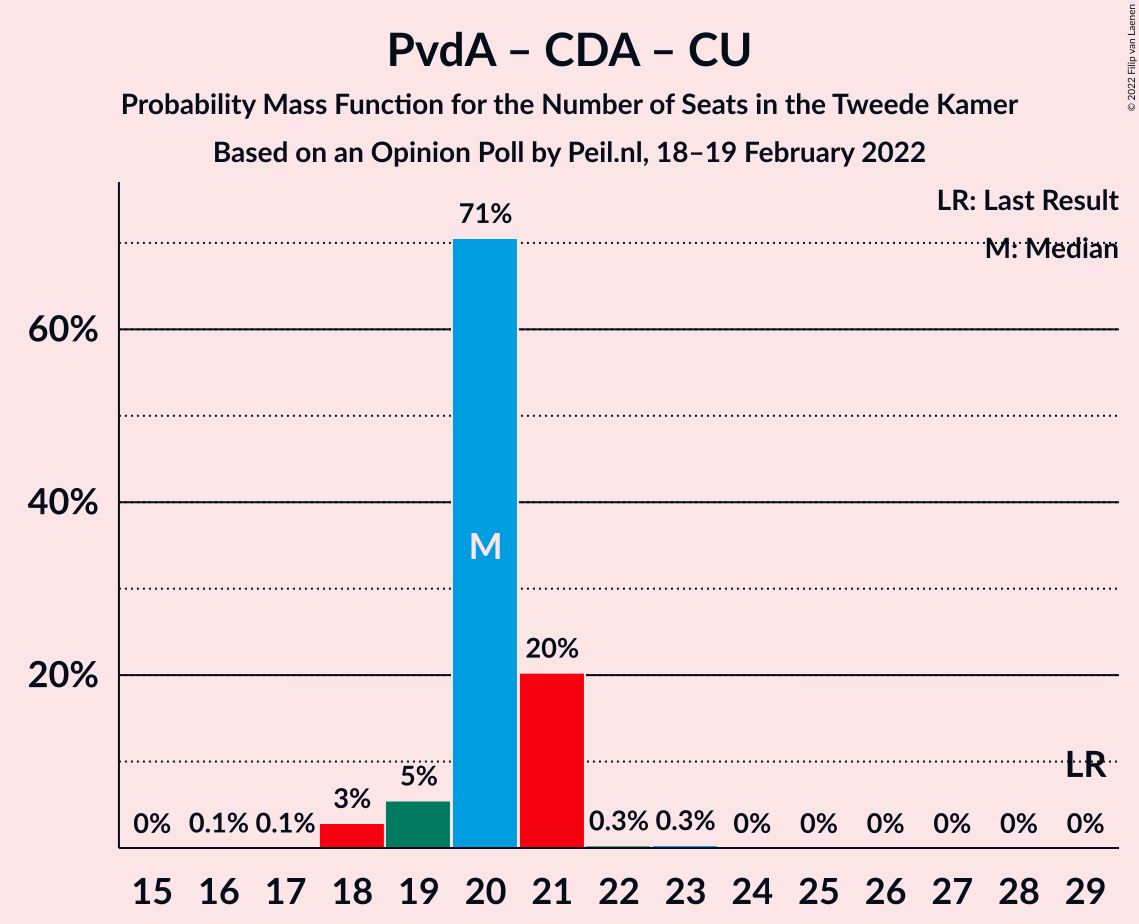 PvdA – CDA – CU
Probability Mass Function for the Number of Seats in the Tweede Kamer
Based on an Opinion Poll by Peil.nl, 18–19 February 2022
© 2022 Filip van Laenen
LR: Last Result
M: Median
71%
60%
40%
M
20%
20%
LR
5%
3%
0% 0.1% 0.1% 0.3% 0.3% 0% 0% 0% 0% 0% 0%
15 16 17 18 19 20 21 22 23 24 25 26 27 28 29